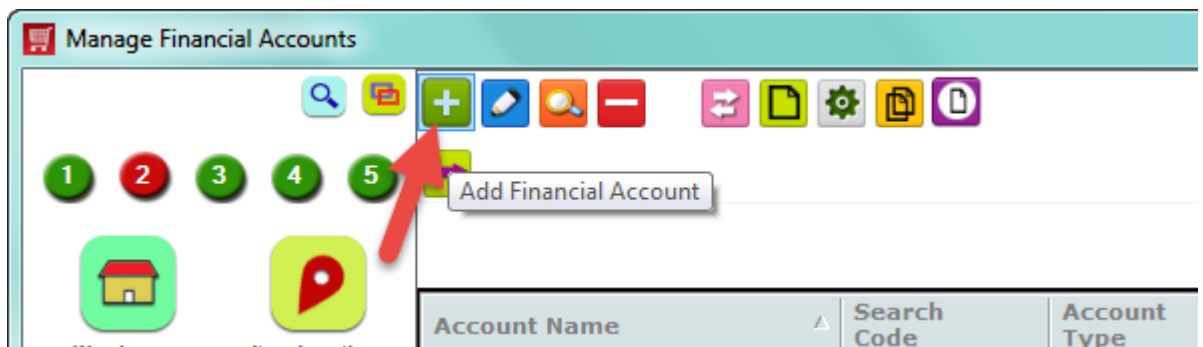 Manage Financial Accounts
1 2 3 4 5
Add Financial Account
Account Name
Search
Code
Account
Type